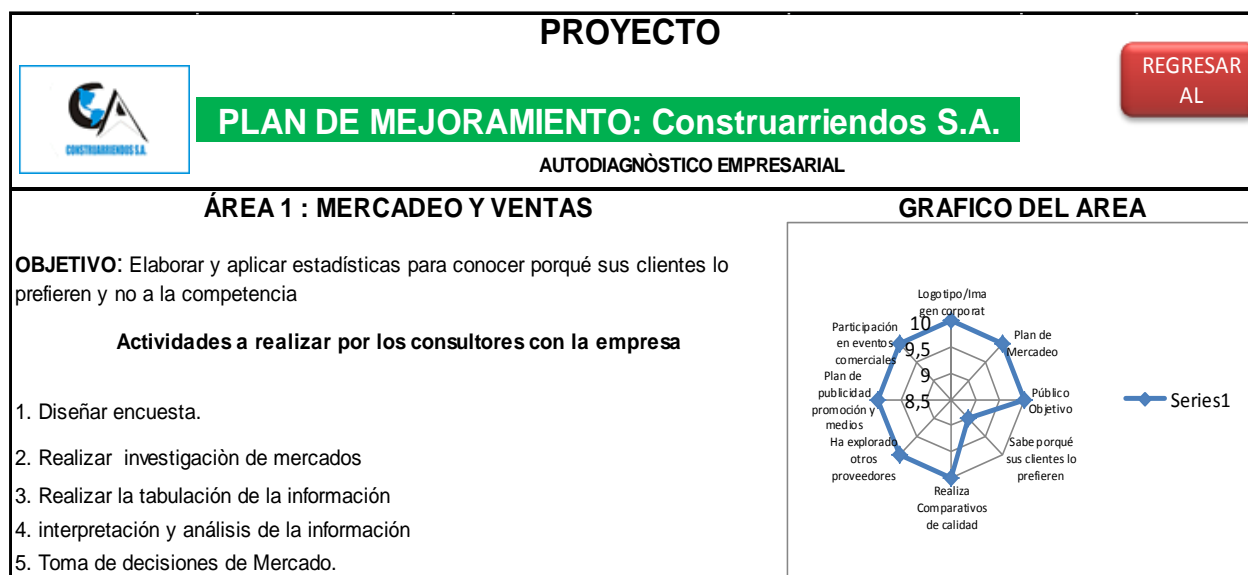 PROYECTO
REGRESAR
AL
CONSTRUARRIENDOS S.A.
PLAN DE MEJORAMIENTO: Construarriendos S.A.
AUTODIAGNÒSTICO EMPRESARIAL
ÁREA 1 : MERCADEO Y VENTAS
OBJETIVO: Elaborar y aplicar estadísticas para conocer porqué sus clientes lo
prefieren y no a la competencia
Actividades a realizar por los consultores con la empresa
1. Diseñar encuesta.
2. Realizar investigaciòn de mercados
3. Realizar la tabulación de la información
4. interpretación y análisis de la información
5. Toma de decisiones de Mercado.
GRAFICO DEL AREA
Logotipo/Ima
gen corporat
Plan de
Mercadeo
Público
Objetivo
Sabe porqué
sus clientes lo
prefieren
Realiza
Comparativos
de calidad
Ha explorado
otros
proveedores
Plan de
publicidad
promoción y
medios
Participación
en eventos
comerciales
10
9,5
9
8,5
Series1